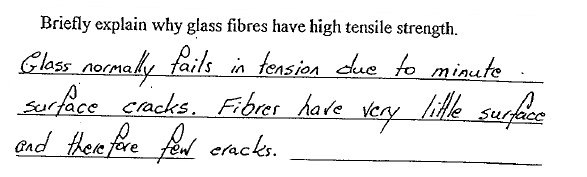 Briefly explain why glass fibres have high tensile strength.
Glass normally fails in tension due to minute
surface cracks. Fibres have very little surface
and therefore few cracks.